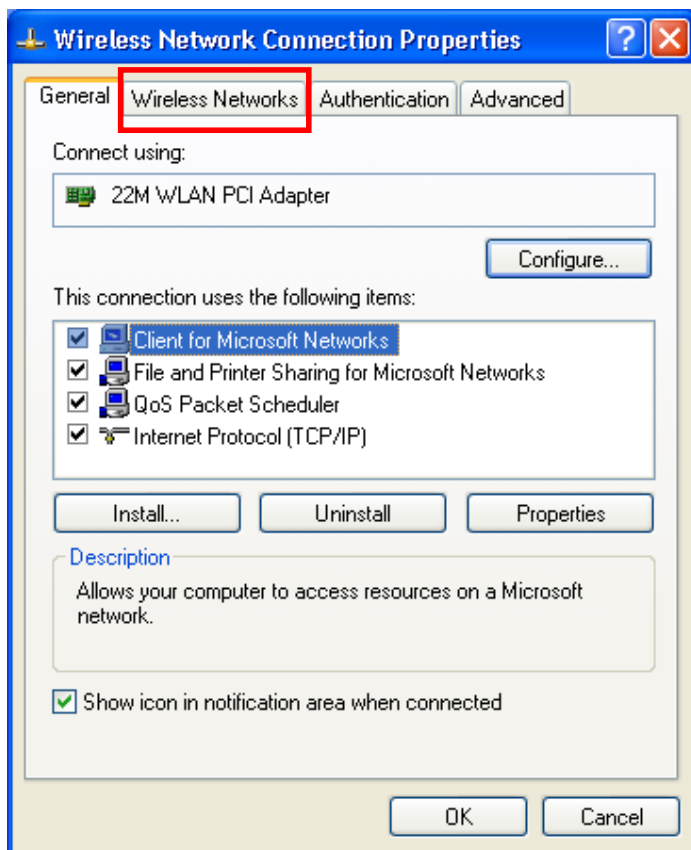 Wireless Network Connection Properties
General Wireless Networks Authentication Advanced
Connect using:
22M WLAN PCI Adapter
Configure...
This connection uses the following items:
Client for Microsoft Networks
File and Printer Sharing for Microsoft Networks
QoS Packet Scheduler
Internet Protocol (TCP/IP)
Install... Uninstall Properties
Description
Allows your computer to access resources on a Microsoft
network.
Show icon in notification area when connected
OK Cancel